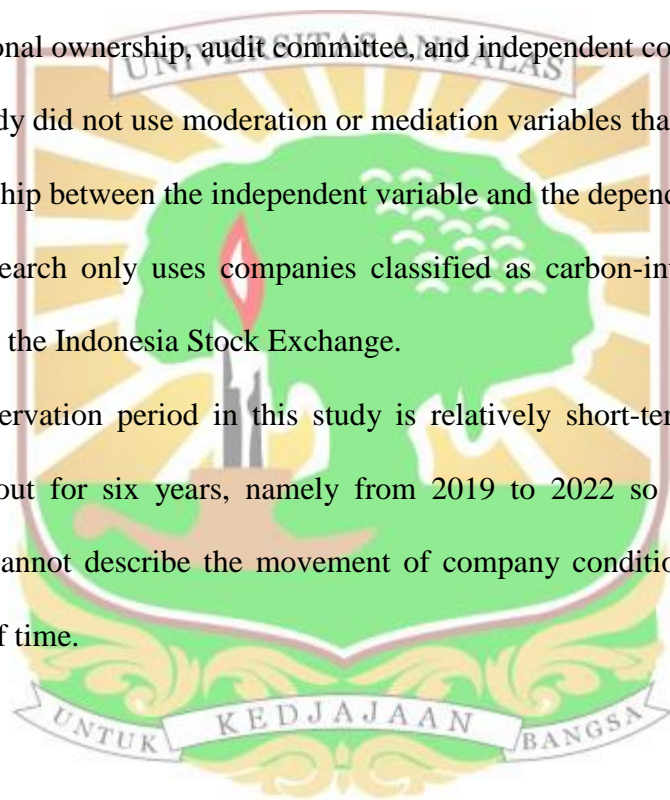 onal ownership, audit committee, and independent co
UNIVERSITAS ANDALAS
dy did not use moderation or mediation variables tha
hip between the independent variable and the depend
earch only uses companies classified as carbon-in
the Indonesia Stock Exchange.
ervation period in this study is relatively short-ter
out for six years, namely from 2019 to 2022 so
annot describe the movement of company conditio
f time.
UNTUK KEDJAJAAN BANGSA